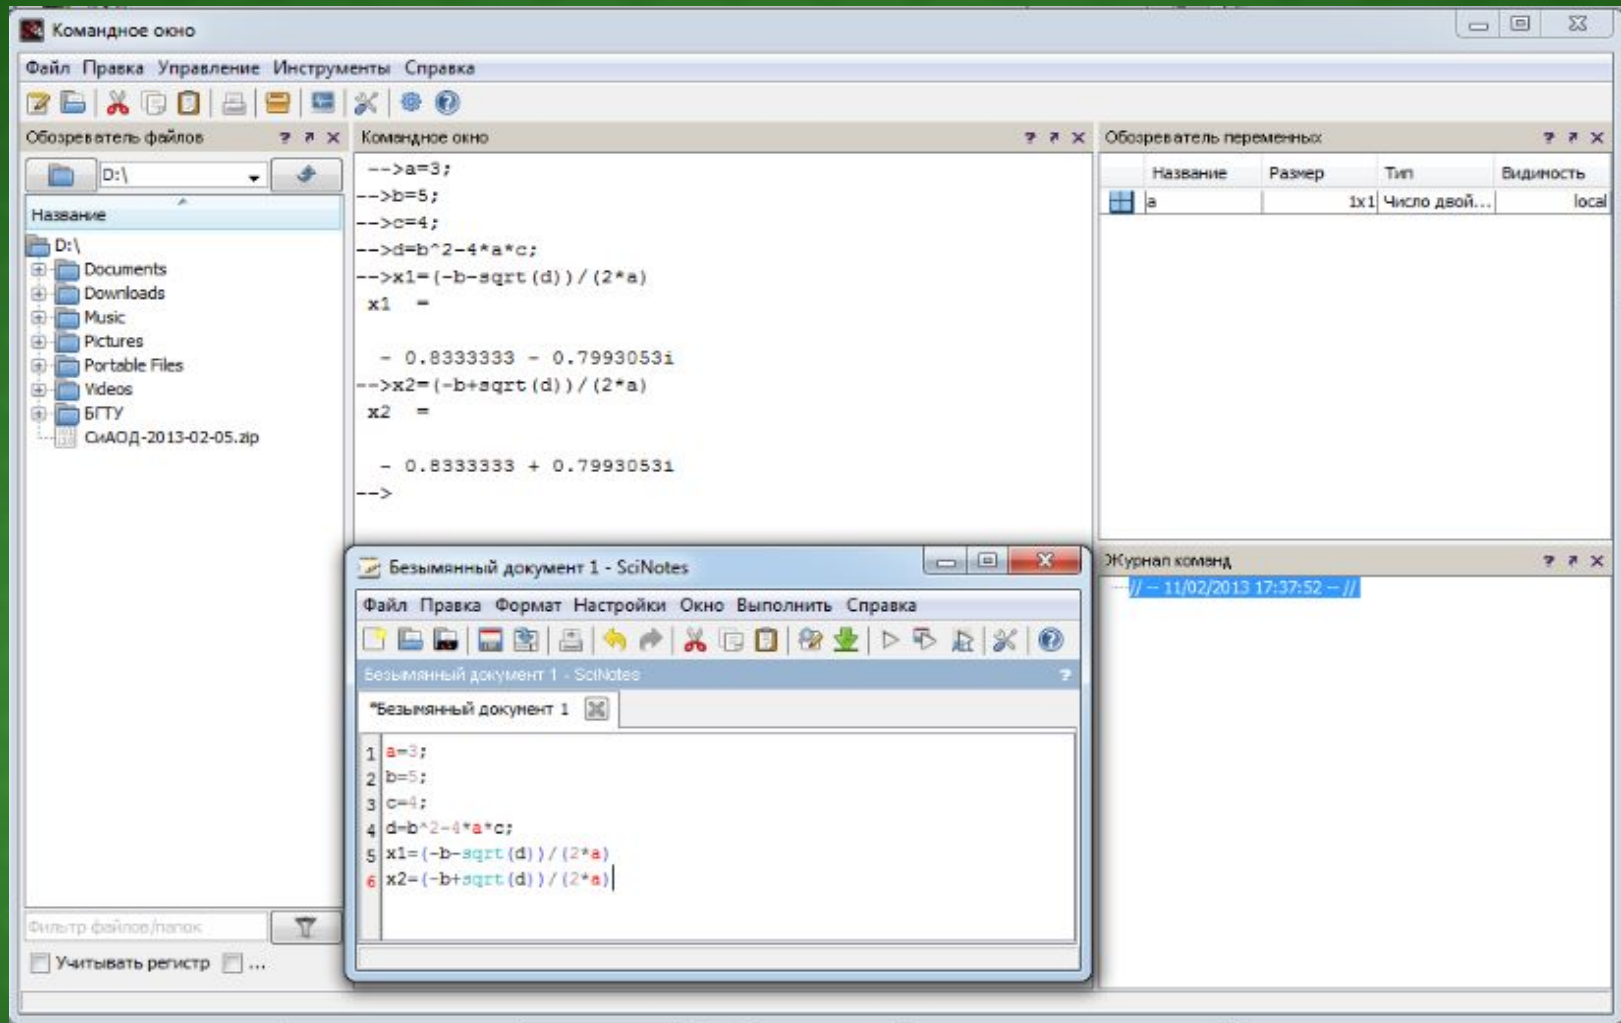 Командное окно
Файл Правка Управление Инструменты Справка
Обозреватель файлов
D:\
Название
D:\
Documents
Downloads
Music
Pictures
Portable Files
Videos
БГТУ
СиАОД-2013-02-05.zip
Фильтр файлов/папок
Учитывать регистр ...
Командное окно
-->a=3;
-->b=5;
-->c=4;
-->d=b^2-4*a*c;
-->x1=(-b-sqrt(d))/(2*a)
x1 =
- 0.8333333 - 0.7993053i
-->x2=(-b+sqrt(d))/(2*a)
x2 =
- 0.8333333 + 0.7993053i
-->
Обозреватель переменных
Название Размер Тип Видимость
a 1x1 Число двой... local
Журнал команд
// -- 11/02/2013 17:37:52 -- //
Безымянный документ 1 - SciNotes
Файл Правка Формат Настройки Окно Выполнить Справка
Безымянный документ 1 - SciNotes
*Безымянный документ 1
1 a=3;
2 b=5;
3 c=4;
4 d=b^2-4*a*c;
5 x1=(-b-sqrt(d))/(2*a)
6 x2=(-b+sqrt(d))/(2*a)